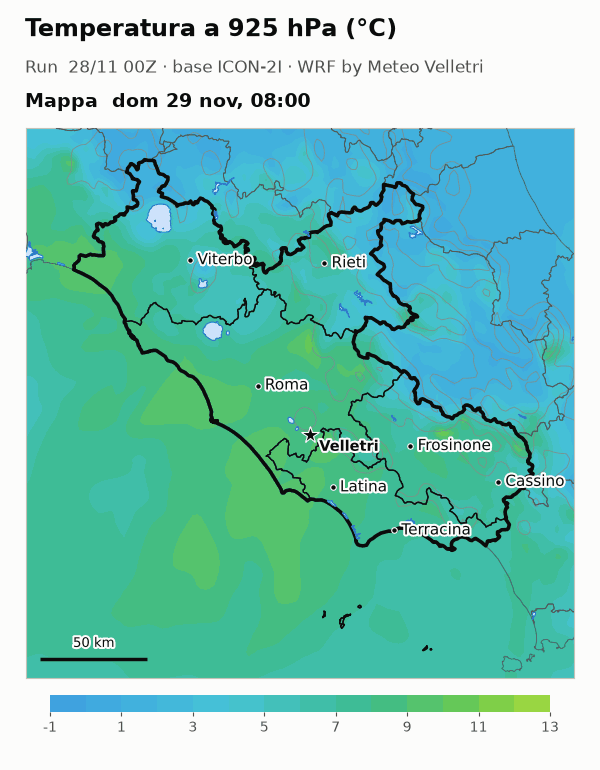 Temperatura a 925 hPa (°C)
Run  28/11 00Z · base ICON-2I · WRF by Meteo Velletri
Mappa  dom 29 nov, 08:00
Viterbo
Rieti
Roma
Velletri
Frosinone
Cassino
Latina
Terracina
50 km
-1 1 3 5 7 9 11 13